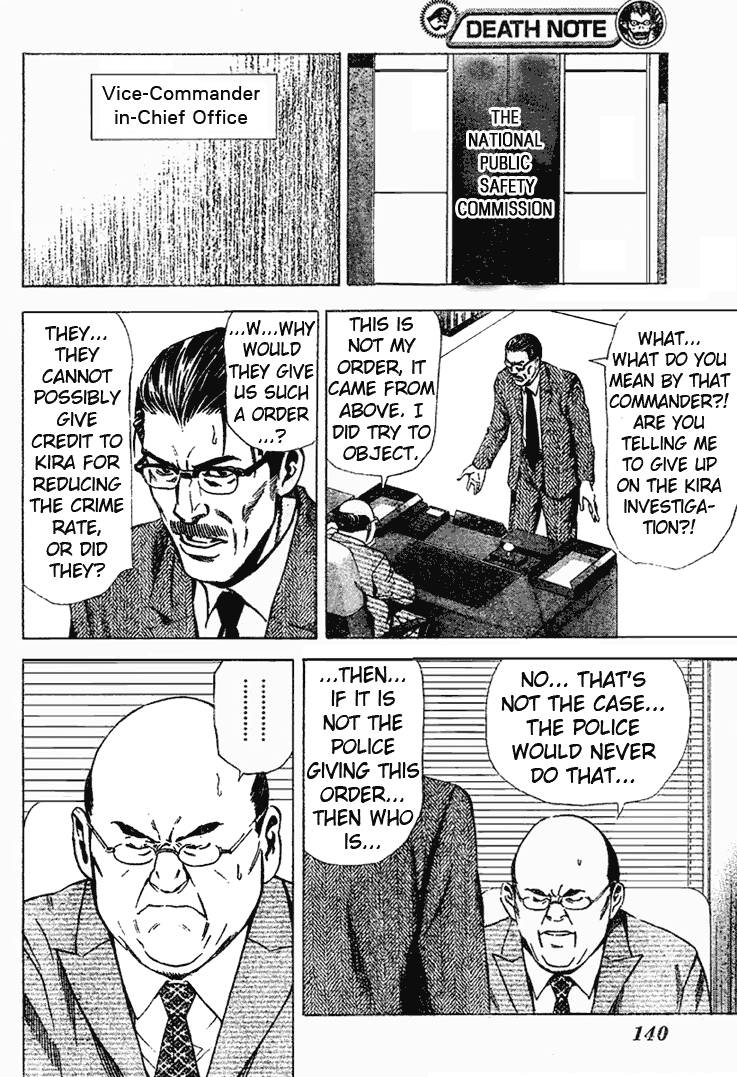 DEATH NOTE
THE
NATIONAL
PUBLIC
SAFETY
COMMISSION
Vice-Commander
in-Chief Office
WHAT...
WHAT DO YOU
MEAN BY THAT
COMMANDER?!
ARE YOU
TELLING ME
TO GIVE UP
ON THE KIRA
INVESTIGA-
TION?!
THIS IS
NOT MY
ORDER, IT
CAME FROM
ABOVE. I
DID TRY TO
OBJECT.
...W...WHY
WOULD
THEY GIVE
US SUCH
A ORDER
...?
THEY...
THEY
CANNOT
POSSIBLY
GIVE
CREDIT TO
KIRA FOR
REDUCING
THE CRIME
RATE,
OR DID
THEY?
NO... THAT'S
NOT THE CASE...
THE POLICE
WOULD NEVER
DO THAT...
...THEN...
IF IT IS
NOT THE
POLICE
GIVING THIS
ORDER...
THEN WHO
IS...
.........
140